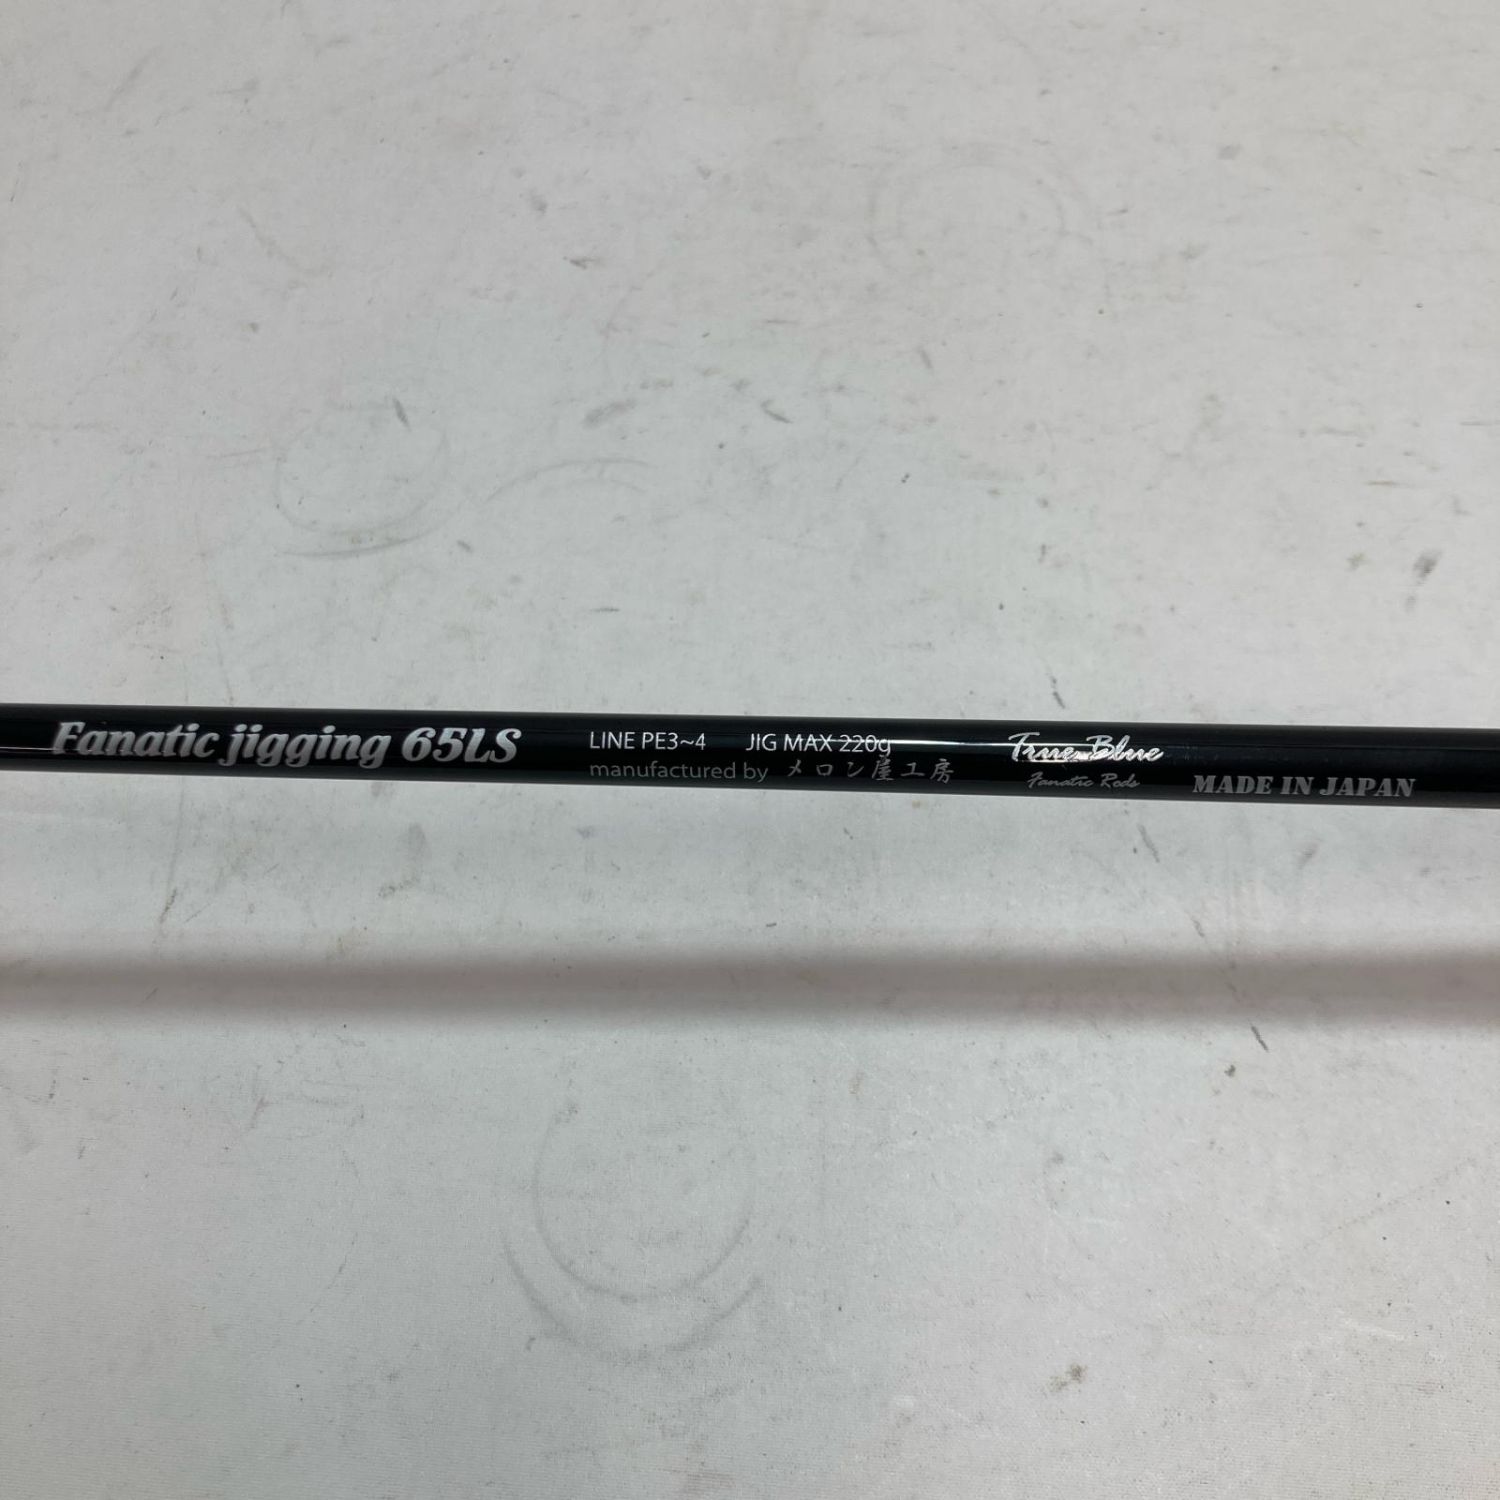 Fanatic jigging 65LS
LINE PE3~4 JIG MAX 220g
manufactured by メロン屋工房
True Blue
Fanatic Rods
MADE IN JAPAN